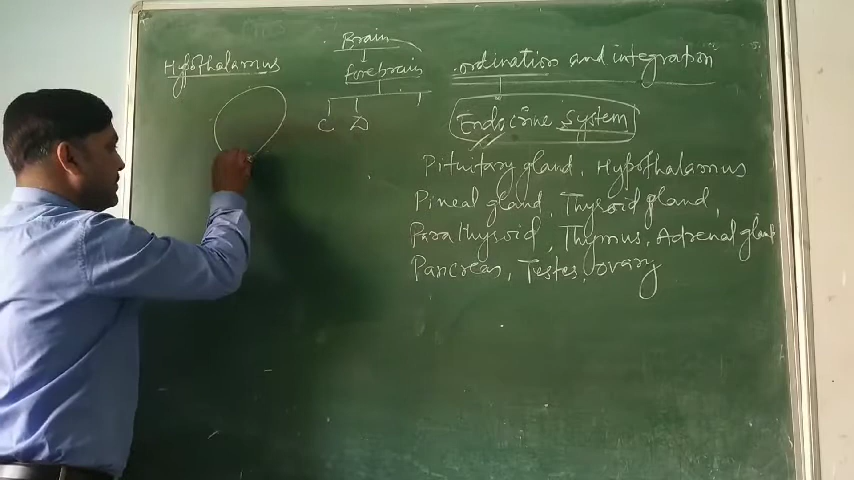 Hypothalamus
Brain
forebrain
C D
.ordination and integration
Endocrine System
Pituitary gland, Hypothalamus
Pineal gland, Thyroid gland,
Parathyroid, Thymus, Adrenal gland
Pancreas, Testes, ovary